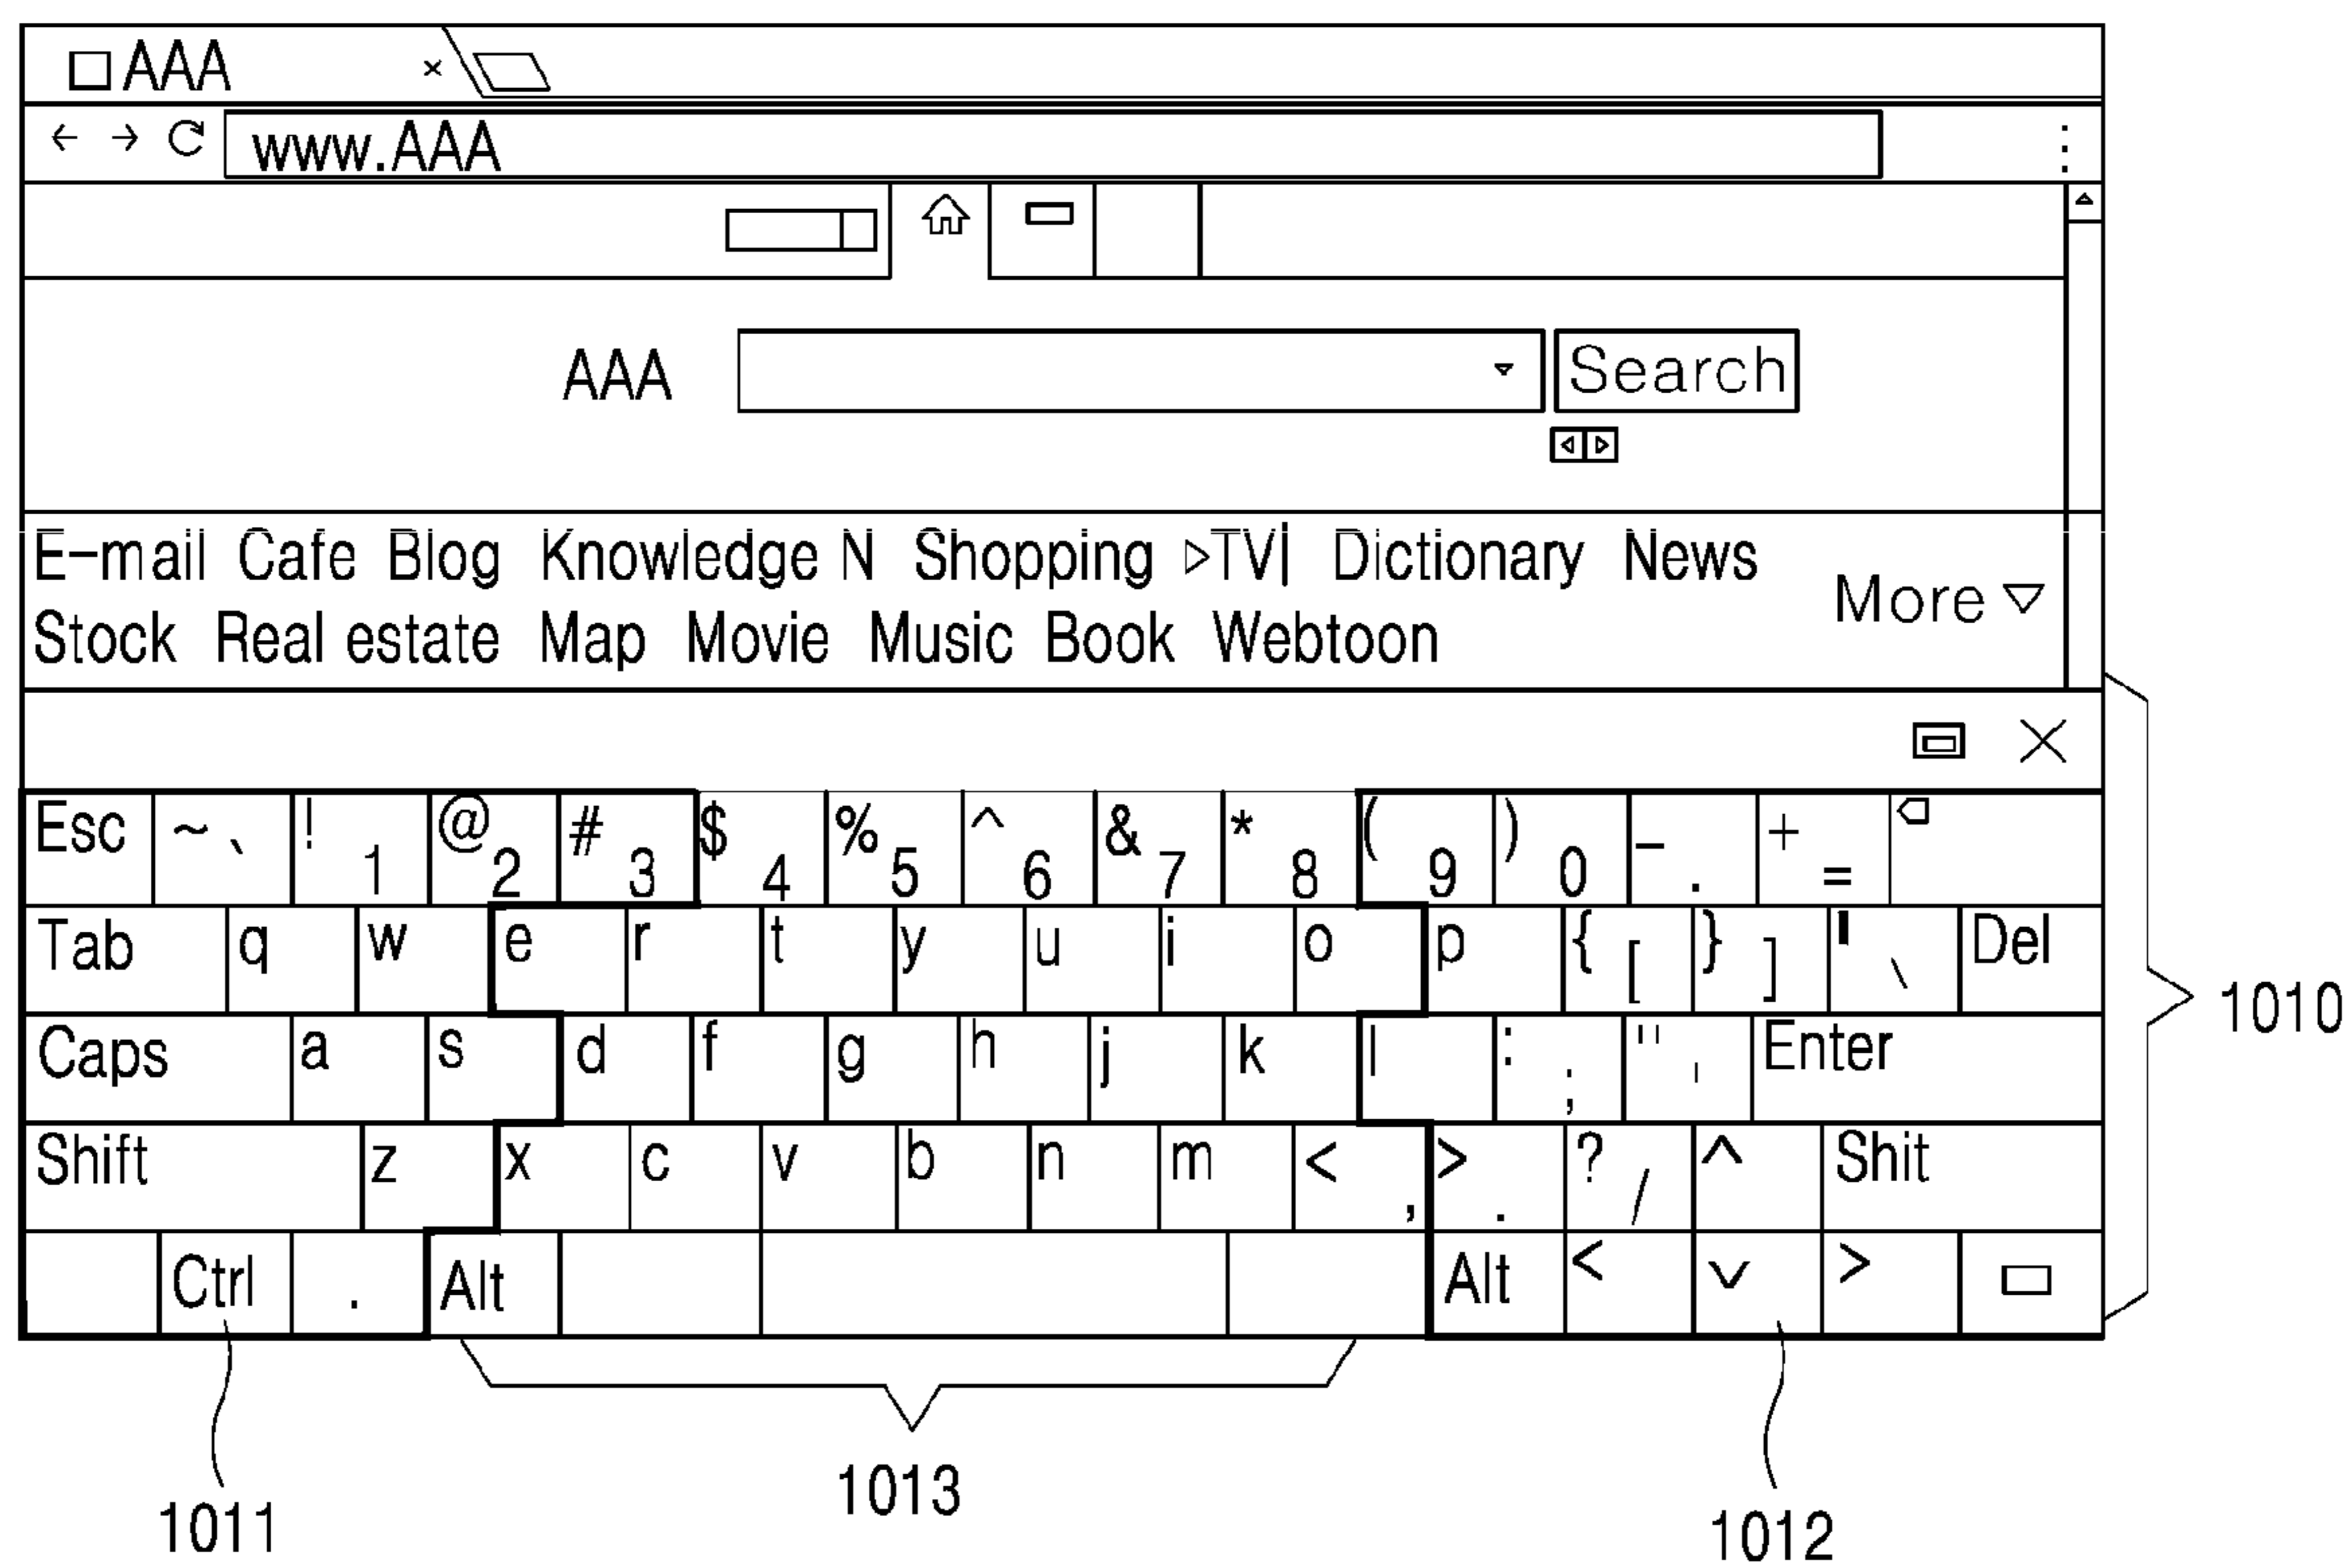 AAA ×
www.AAA
AAA Search
E-mail Cafe Blog Knowledge N Shopping ▷TV| Dictionary News
Stock Real estate Map Movie Music Book Webtoon
More ▽
Esc ~ ` ! 1 @ 2 # 3 $ 4 % 5 ^ 6 & 7 * 8 ( 9 ) 0 - . + =
Tab q w e r t y u i o p { [ } ] ' \ Del
Caps a s d f g h j k l : ; " ' Enter
Shift z x c v b n m < , > . ? / ^ Shit
Ctrl . Alt Alt < v >
1010
1011
1013
1012